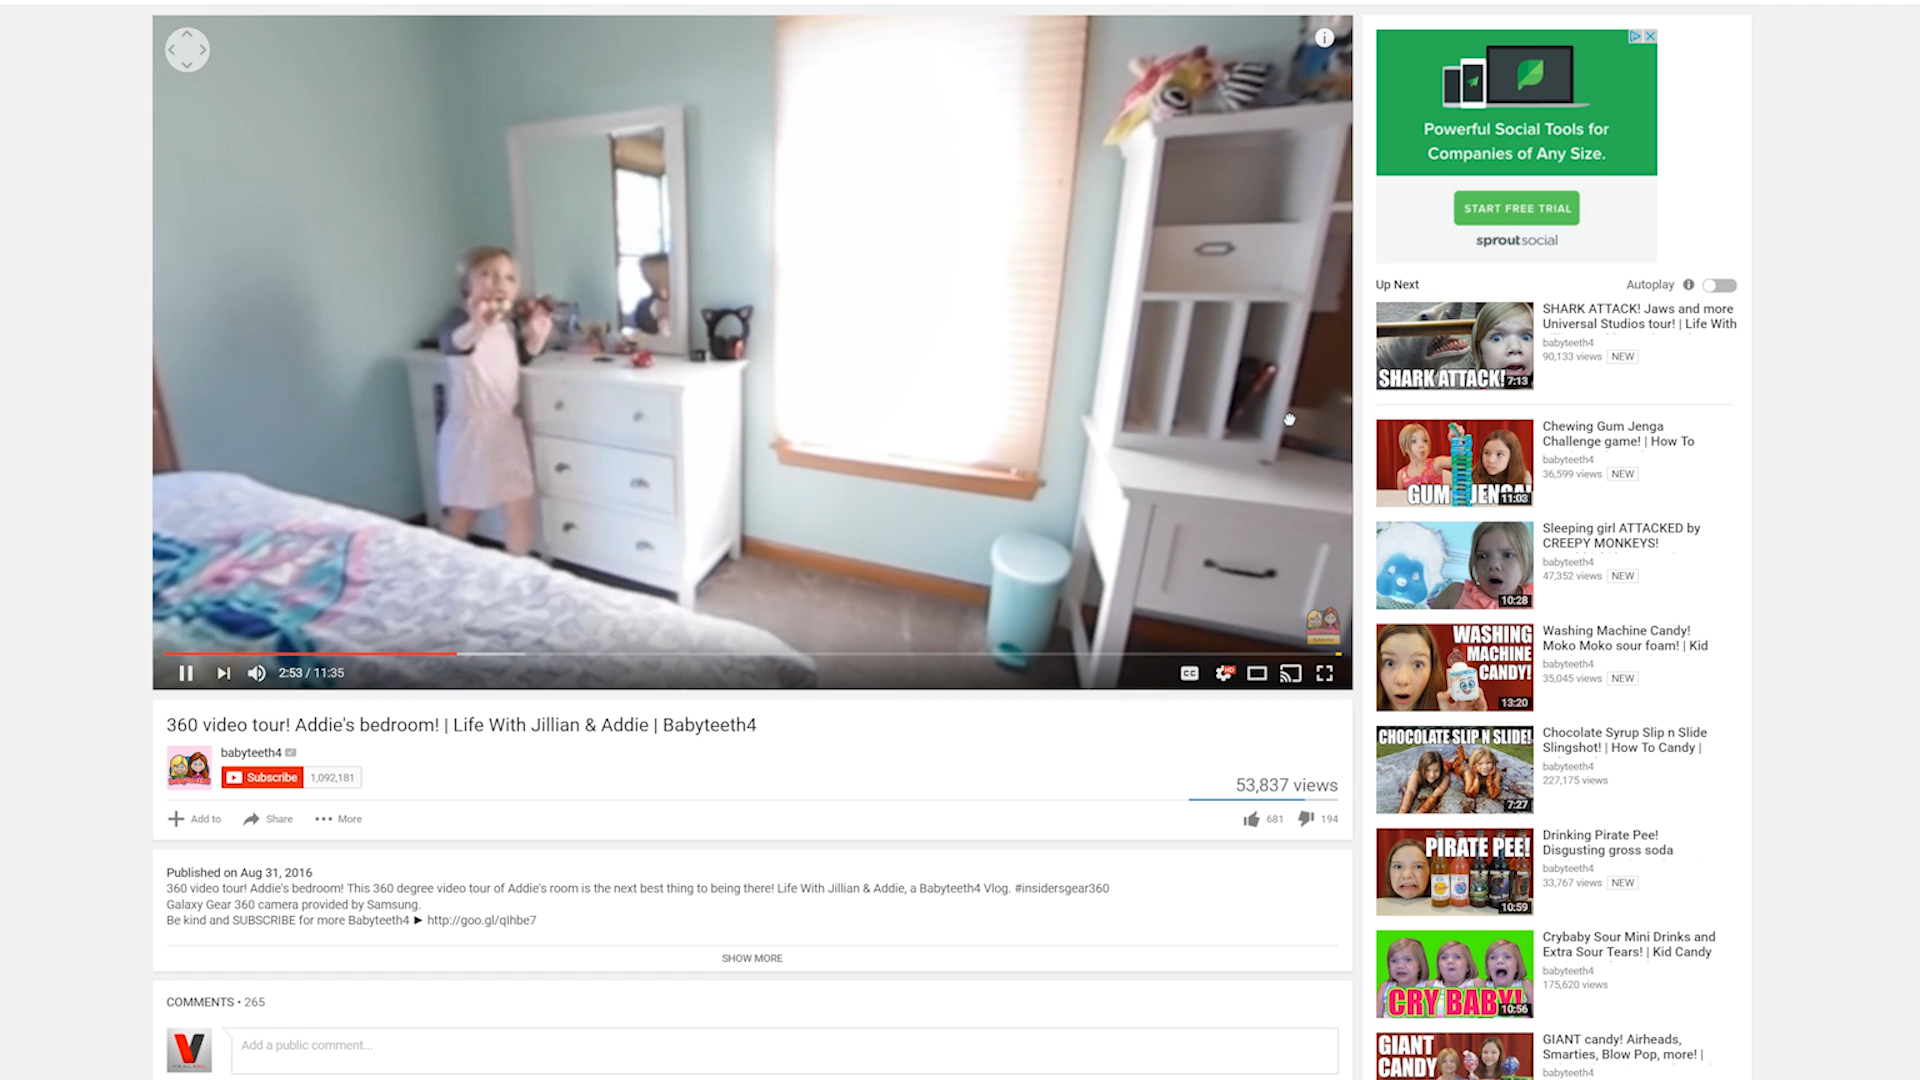 Powerful Social Tools for
Companies of Any Size.
START FREE TRIAL
sproutsocial
2:53 / 11:35
CC
HD
360 video tour! Addie's bedroom! | Life With Jillian & Addie | Babyteeth4
babyteeth4
Subscribe 1,092,181
53,837 views
Add to Share More
681 194
Published on Aug 31, 2016
360 video tour! Addie's bedroom! This 360 degree video tour of Addie's room is the next best thing to being there! Life With Jillian & Addie, a Babyteeth4 Vlog. #insidersgear360
Galaxy Gear 360 camera provided by Samsung.
Be kind and SUBSCRIBE for more Babyteeth4 ► http://goo.gl/qIhbe7
SHOW MORE
COMMENTS • 265
V
Add a public comment...
Up Next Autoplay
SHARK ATTACK!
7:13
SHARK ATTACK! Jaws and more
Universal Studios tour! | Life With
babyteeth4
90,133 views NEW
GUM JENGA!
11:03
Chewing Gum Jenga
Challenge game! | How To
babyteeth4
36,599 views NEW
10:28
Sleeping girl ATTACKED by
CREEPY MONKEYS!
babyteeth4
47,352 views NEW
WASHING
MACHINE
CANDY!
13:20
Washing Machine Candy!
Moko Moko sour foam! | Kid
babyteeth4
35,045 views NEW
CHOCOLATE SLIP N SLIDE!
7:27
Chocolate Syrup Slip n Slide
Slingshot! | How To Candy |
babyteeth4
227,175 views
PIRATE PEE!
10:59
Drinking Pirate Pee!
Disgusting gross soda
babyteeth4
33,767 views NEW
CRY BABY!
10:56
Crybaby Sour Mini Drinks and
Extra Sour Tears! | Kid Candy
babyteeth4
175,620 views
GIANT
CANDY
GIANT candy! Airheads,
Smarties, Blow Pop, more! |
babyteeth4